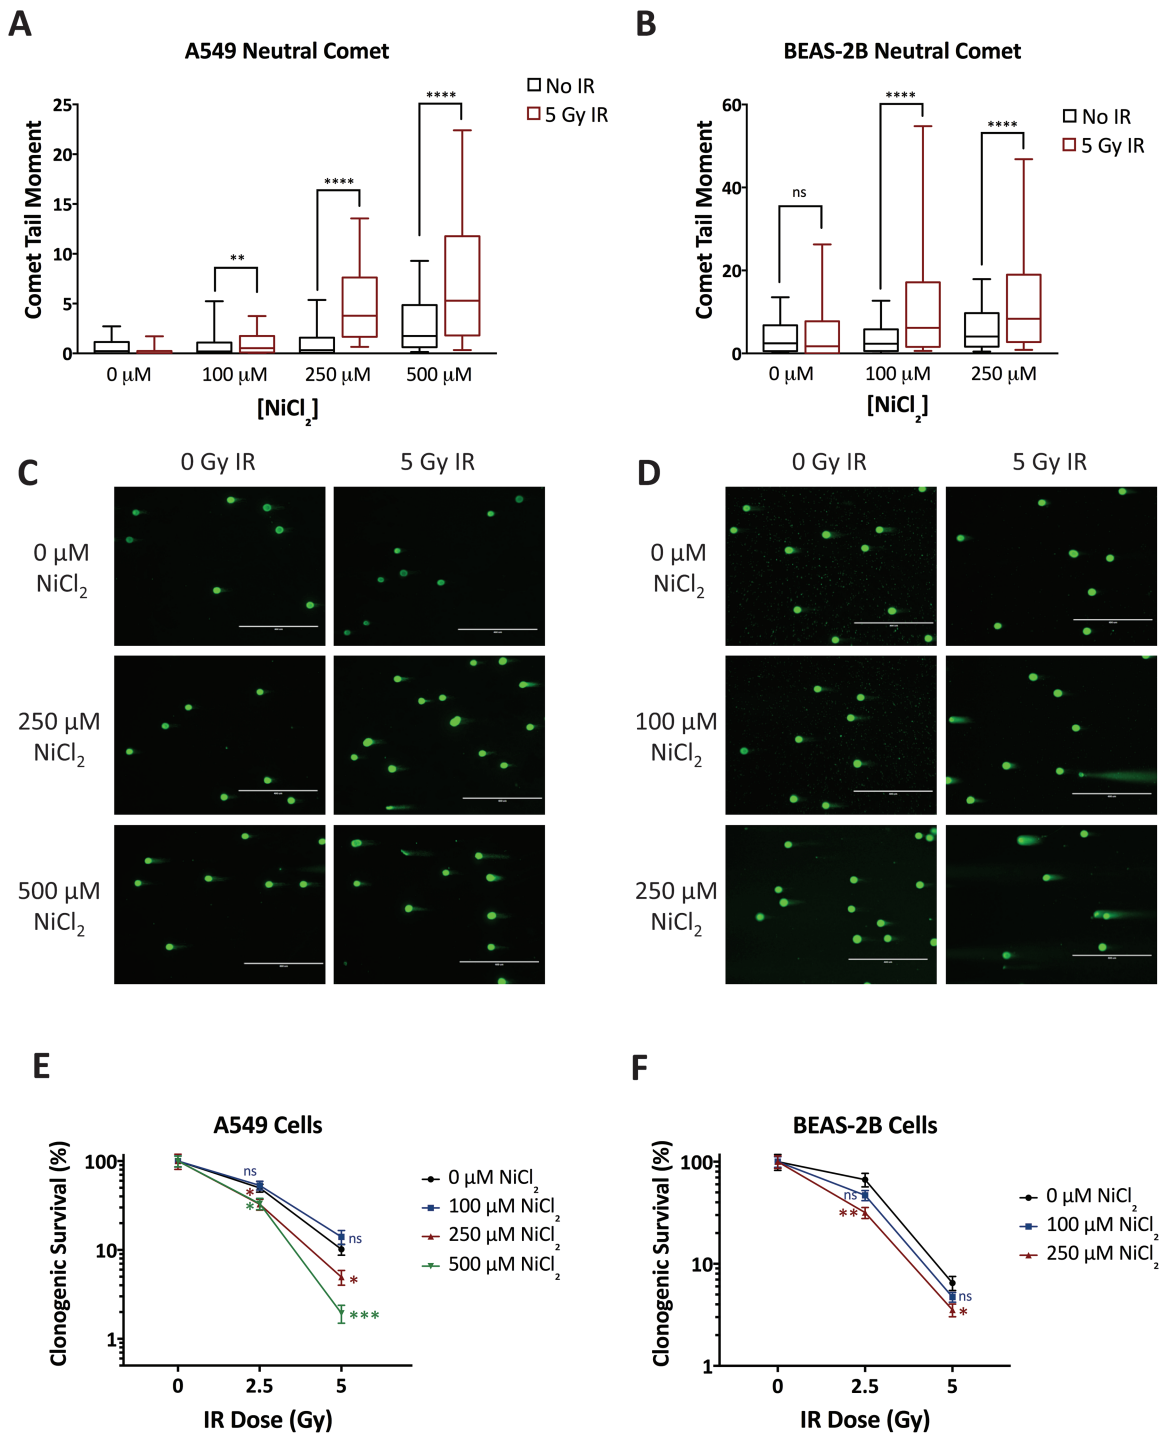 A
A549 Neutral Comet
No IR
5 Gy IR
Comet Tail Moment
25
20
15
10
5
0
**
****
****
0 μM
100 μM
250 μM
500 μM
[NiCl2]
B
BEAS-2B Neutral Comet
No IR
5 Gy IR
Comet Tail Moment
60
40
20
0
ns
****
****
0 μM
100 μM
250 μM
[NiCl2]
C
0 Gy IR
5 Gy IR
0 μM
NiCl2
250 μM
NiCl2
500 μM
NiCl2
D
0 Gy IR
5 Gy IR
0 μM
NiCl2
100 μM
NiCl2
250 μM
NiCl2
E
A549 Cells
Clonogenic Survival (%)
100
10
1
ns
*
*
ns
*
***
0
2.5
5
IR Dose (Gy)
0 μM NiCl2
100 μM NiCl2
250 μM NiCl2
500 μM NiCl2
F
BEAS-2B Cells
Clonogenic Survival (%)
100
10
1
ns
**
ns
*
0
2.5
5
IR Dose (Gy)
0 μM NiCl2
100 μM NiCl2
250 μM NiCl2